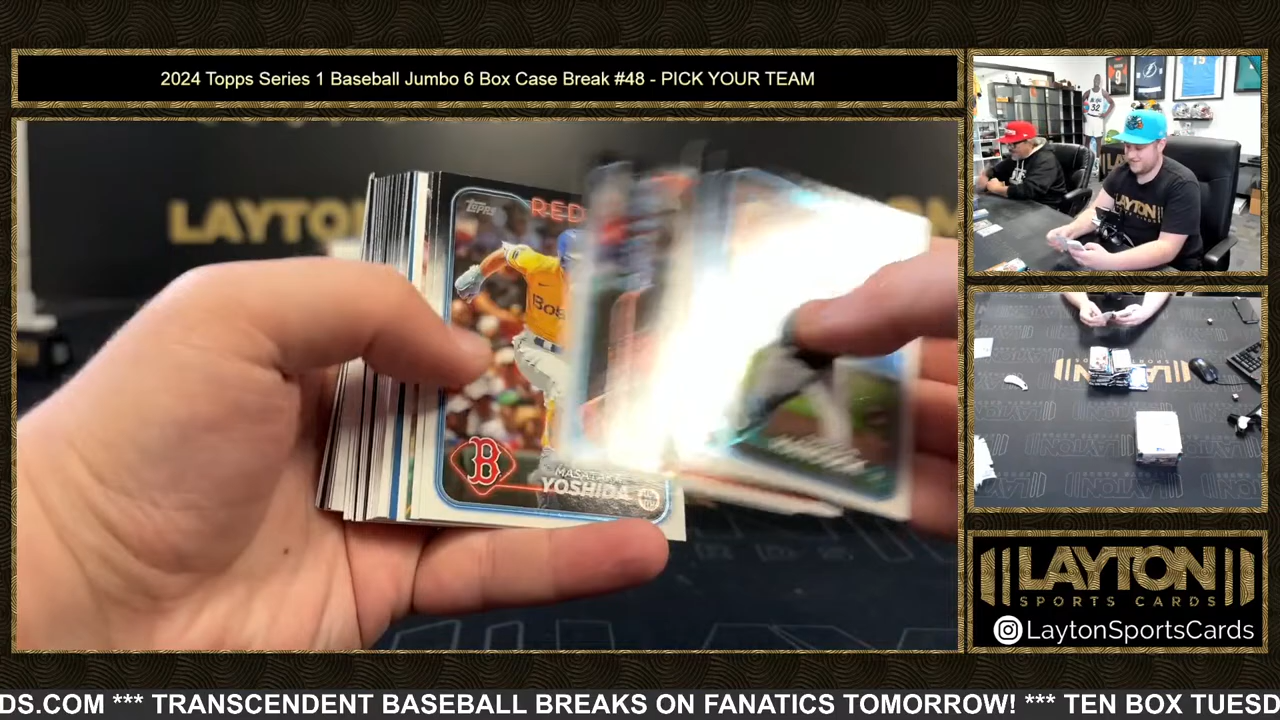 2024 Topps Series 1 Baseball Jumbo 6 Box Case Break #48 - PICK YOUR TEAM
LAYTON
TOPPS
RED
BOS
B
MASATAKA
YOSHIDA
LAYTON
SPORTS CARDS
LaytonSportsCards
DS.COM *** TRANSCENDENT BASEBALL BREAKS ON FANATICS TOMORROW! *** TEN BOX TUESD